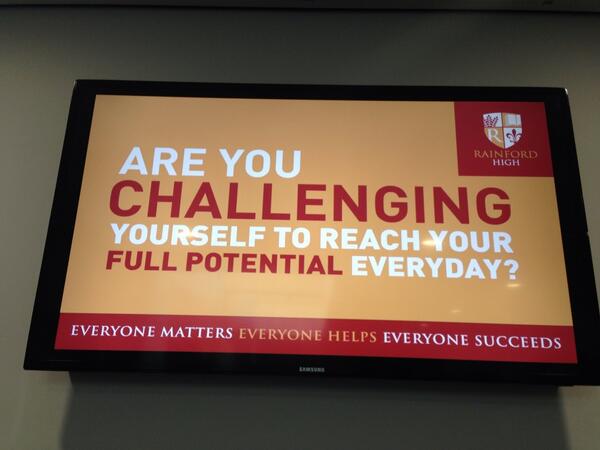 ARE YOU
CHALLENGING
YOURSELF TO REACH YOUR
FULL POTENTIAL EVERYDAY?
R
RAINFORD
HIGH
EVERYONE MATTERS EVERYONE HELPS EVERYONE SUCCEEDS
SAMSUNG